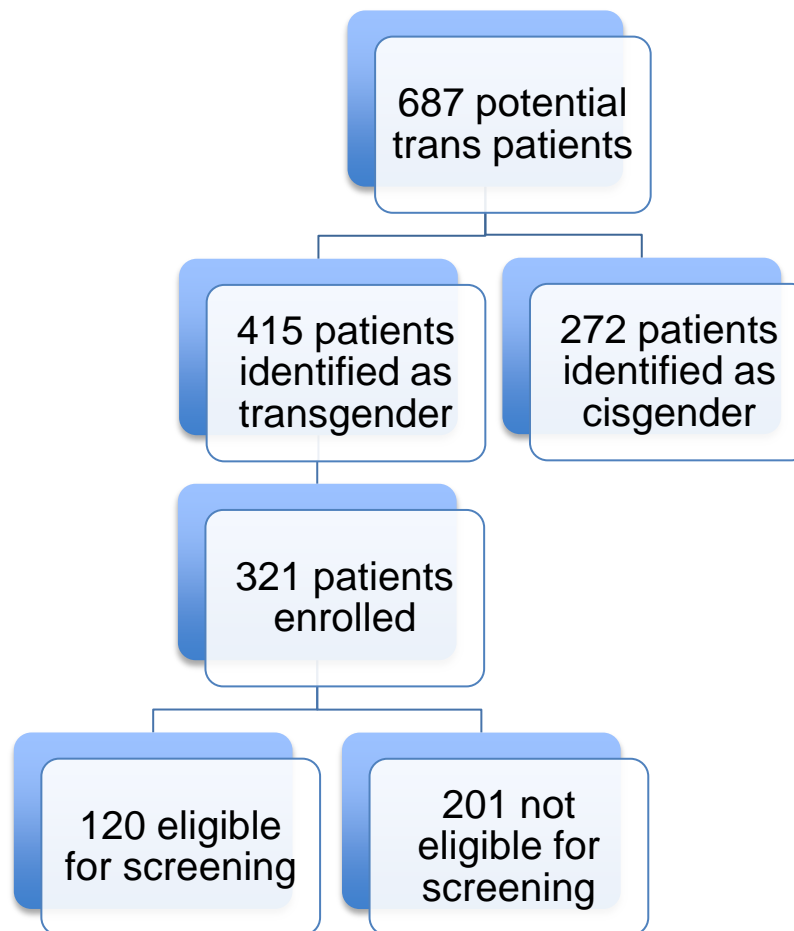 687 potential
trans patients
415 patients
identified as
transgender
272 patients
identified as
cisgender
321 patients
enrolled
120 eligible
for screening
201 not
eligible for
screening